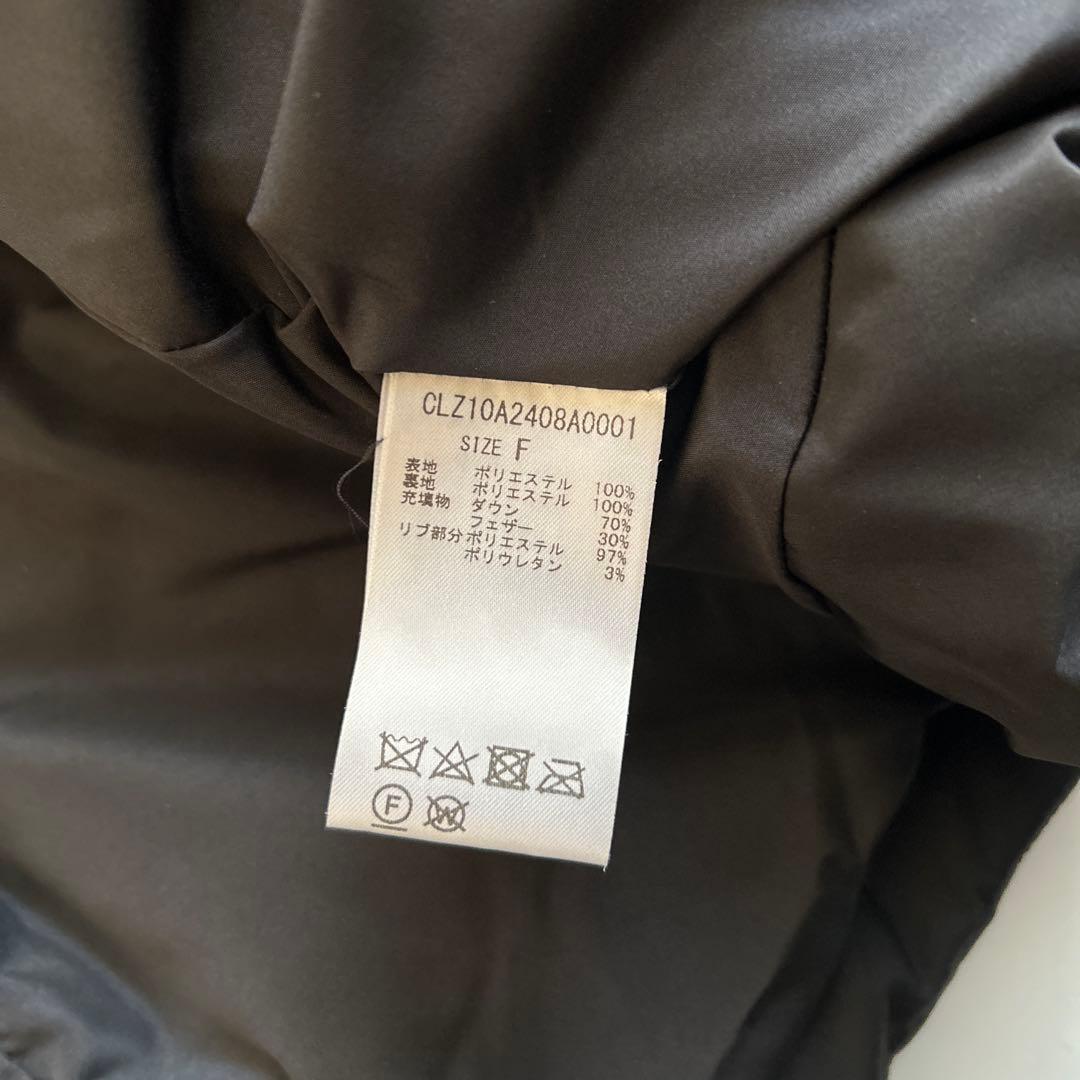 CLZ10A2408A0001
SIZE F
表地 ポリエステル 100%
裏地 ポリエステル 100%
充填物 ダウン 70%
フェザー 30%
リブ部分 ポリエステル 97%
ポリウレタン 3%
F W